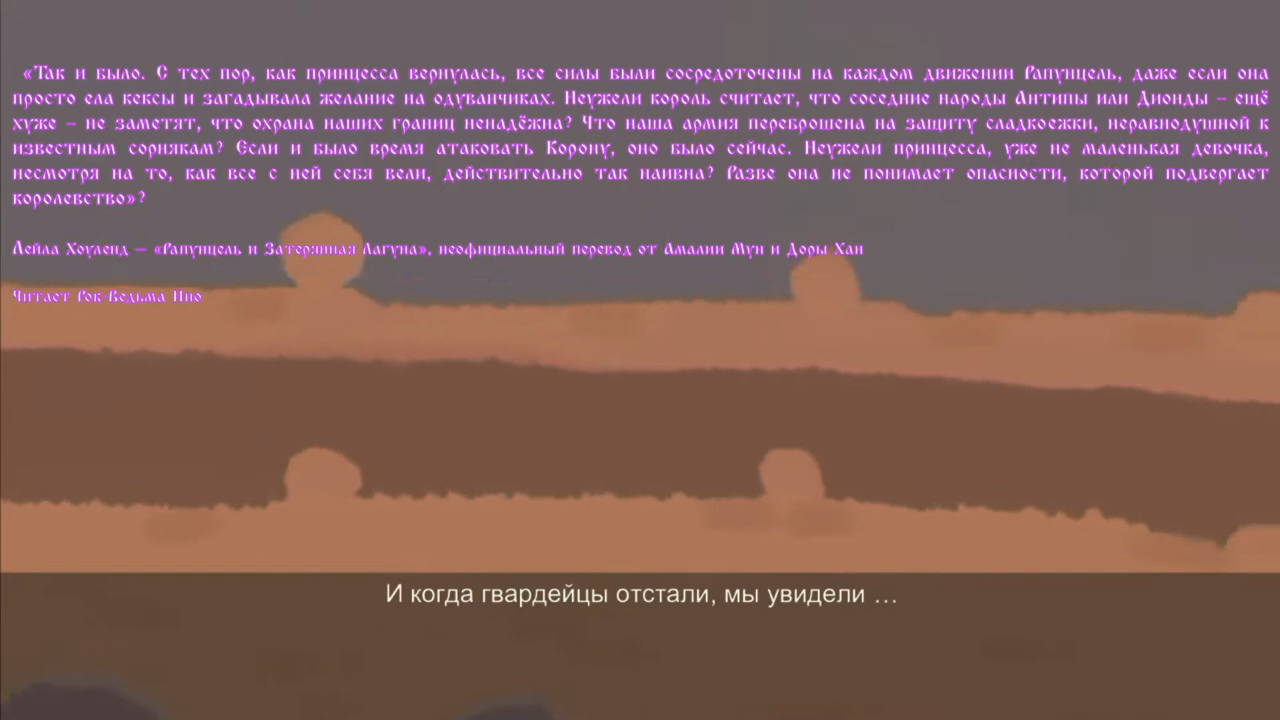 «Так и было. С тех пор, как принцесса вернулась, все силы были сосредоточены на каждом движении Рапунцель, даже если она
просто ела кексы и загадывала желание на одуванчиках. Неужели король считает, что соседние народы Антипы или Дионды – ещё
хуже – не заметят, что охрана наших границ ненадёжна? Что наша армия переброшена на защиту сладкоежки, неравнодушной к
известным сорнякам? Если и было время атаковать Корону, оно было сейчас. Неужели принцесса, уже не маленькая девочка,
несмотря на то, как все с ней себя вели, действительно так наивна? Разве она не понимает опасности, которой подвергает
королевство»?
Лейла Хоуленд — «Рапунцель и Затерянная Лагуна», неофициальный перевод от Амалии Мун и Доры Хан
Читает Рок-Ведьма Ино
И когда гвардейцы отстали, мы увидели …